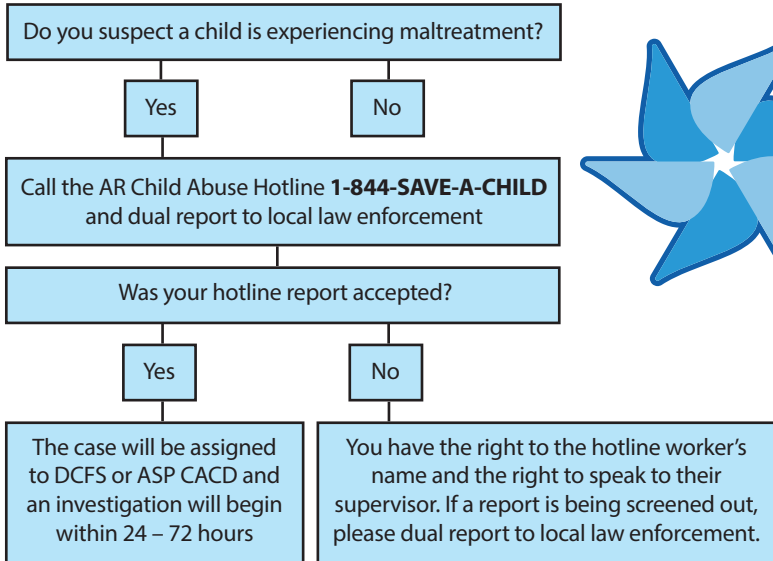 Do you suspect a child is experiencing maltreatment?
Yes
No
Call the AR Child Abuse Hotline 1-844-SAVE-A-CHILD
and dual report to local law enforcement
Was your hotline report accepted?
Yes
No
The case will be assigned
to DCFS or ASP CACD and
an investigation will begin
within 24 – 72 hours
You have the right to the hotline worker's
name and the right to speak to their
supervisor. If a report is being screened out,
please dual report to local law enforcement.